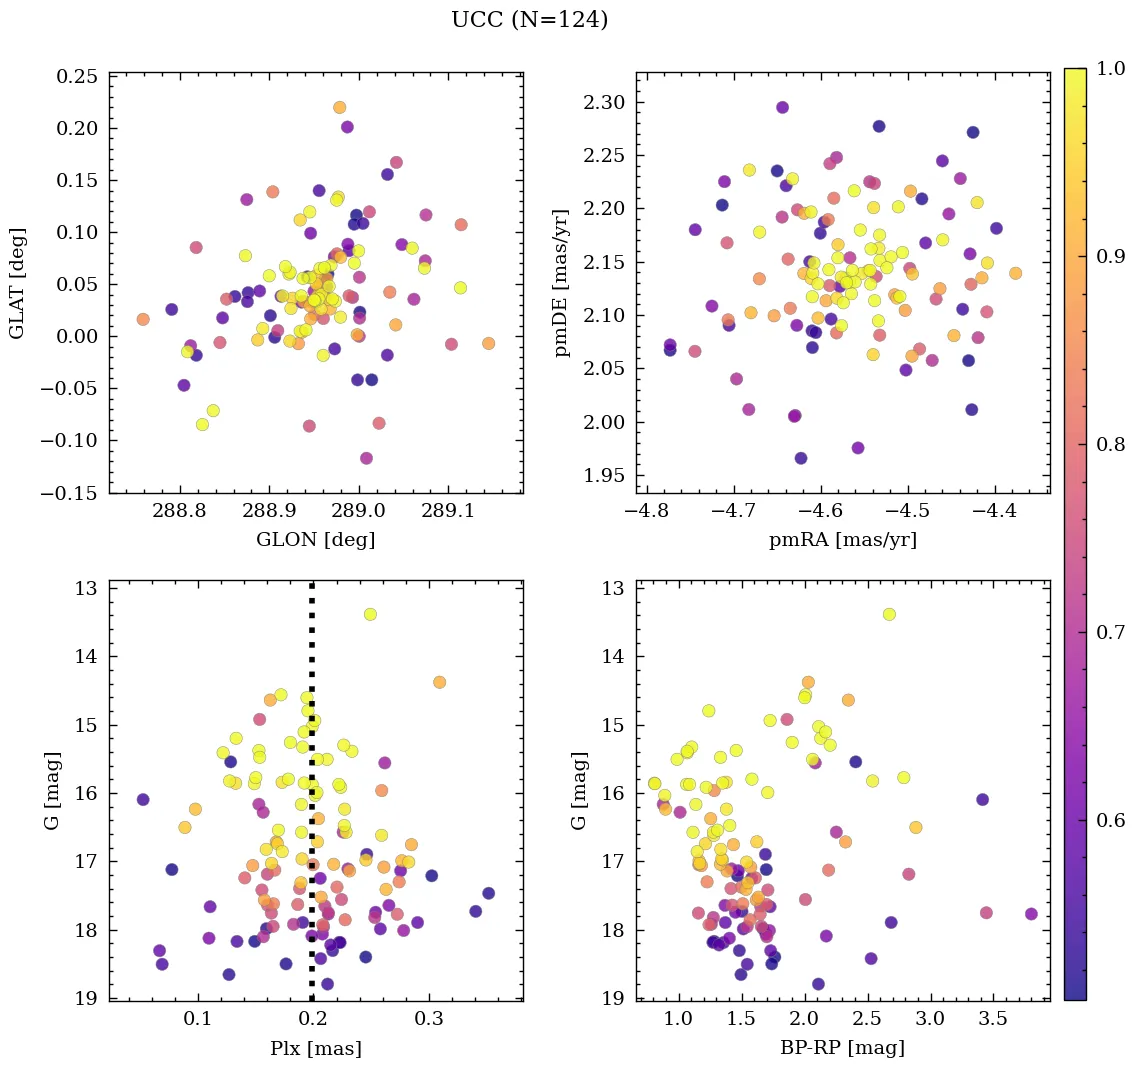 UCC (N=124)
0.25
0.20
0.15
0.10
0.05
0.00
−0.05
−0.10
−0.15
GLAT [deg]
288.8 288.9 289.0 289.1
GLON [deg]
2.30
2.25
2.20
2.15
2.10
2.05
2.00
1.95
pmDE [mas/yr]
−4.8 −4.7 −4.6 −4.5 −4.4
pmRA [mas/yr]
13
14
15
16
17
18
19
G [mag]
0.1 0.2 0.3
Plx [mas]
13
14
15
16
17
18
19
G [mag]
1.0 1.5 2.0 2.5 3.0 3.5
BP-RP [mag]
1.0
0.9
0.8
0.7
0.6